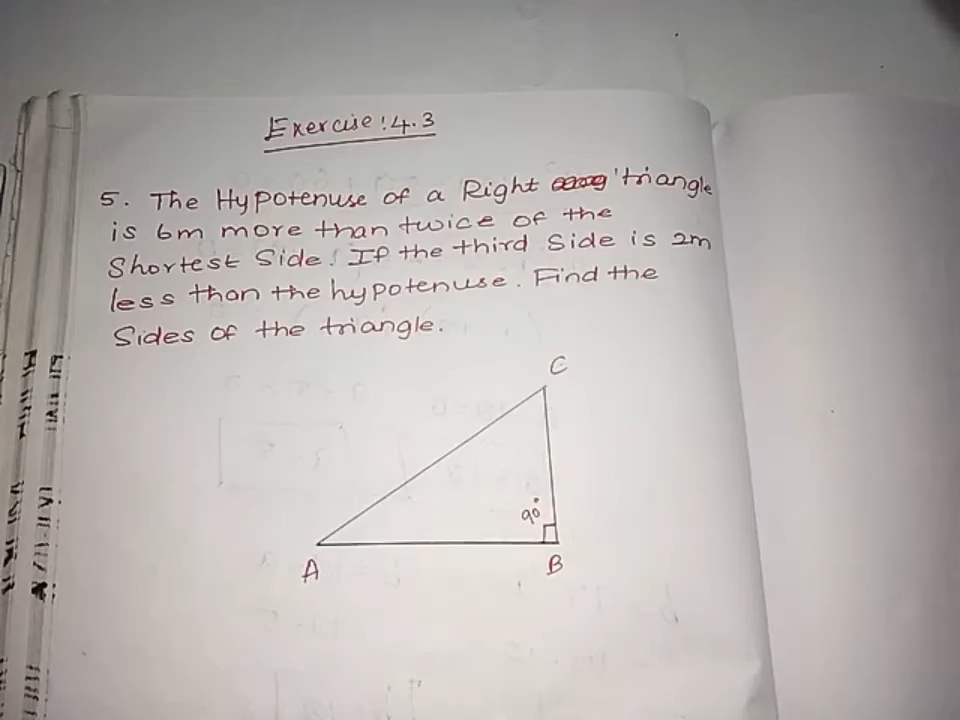 Exercise: 4.3
5. The Hypotenuse of a Right triangle
is 6m more than twice of the
Shortest Side. If the third Side is 2m
less than the hypotenuse. Find the
Sides of the triangle.
C
90°
A
B